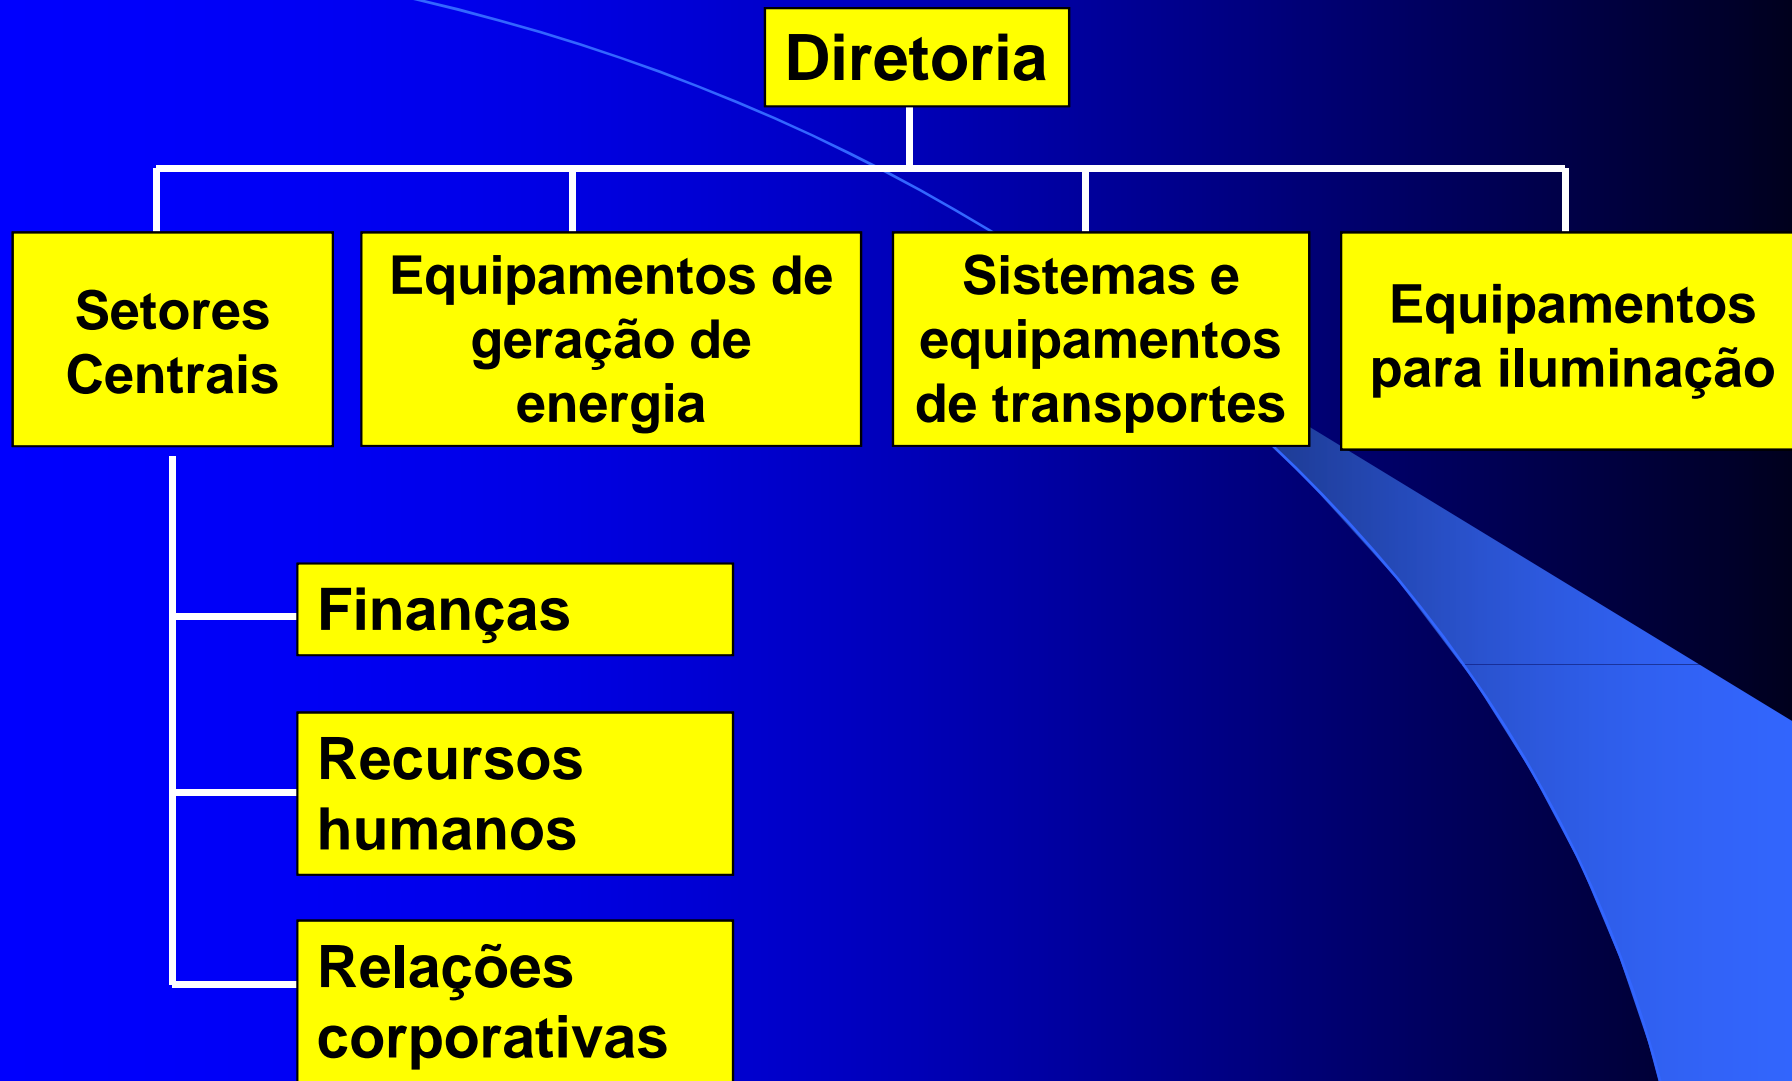 Diretoria
Setores
Centrais
Equipamentos de
geração de
energia
Sistemas e
equipamentos
de transportes
Equipamentos
para iluminação
Finanças
Recursos
humanos
Relações
corporativas